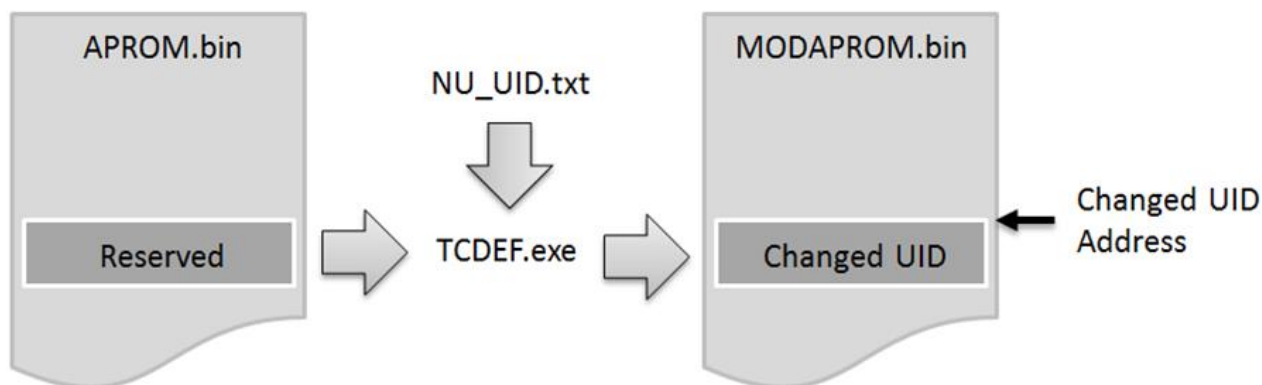 APROM.bin
NU_UID.txt
MODAPROM.bin
Reserved
TCDEF.exe
Changed UID
Changed UID
Address